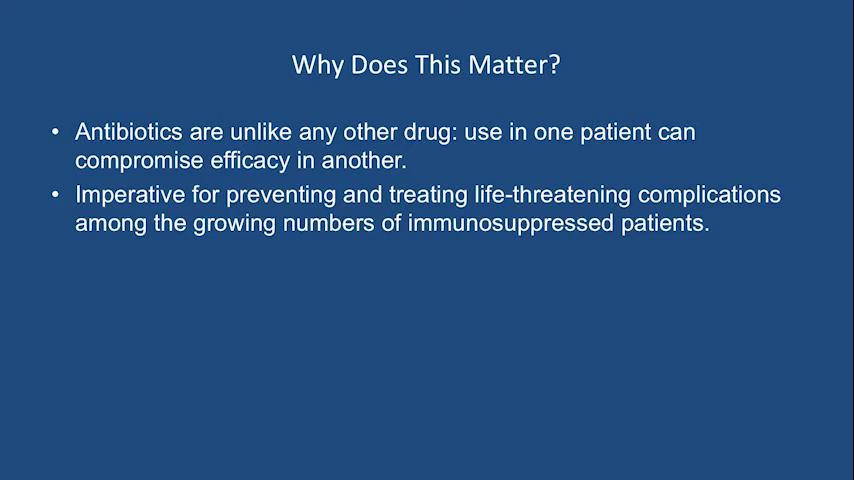 Why Does This Matter?
• Antibiotics are unlike any other drug: use in one patient can
compromise efficacy in another.
• Imperative for preventing and treating life-threatening complications
among the growing numbers of immunosuppressed patients.